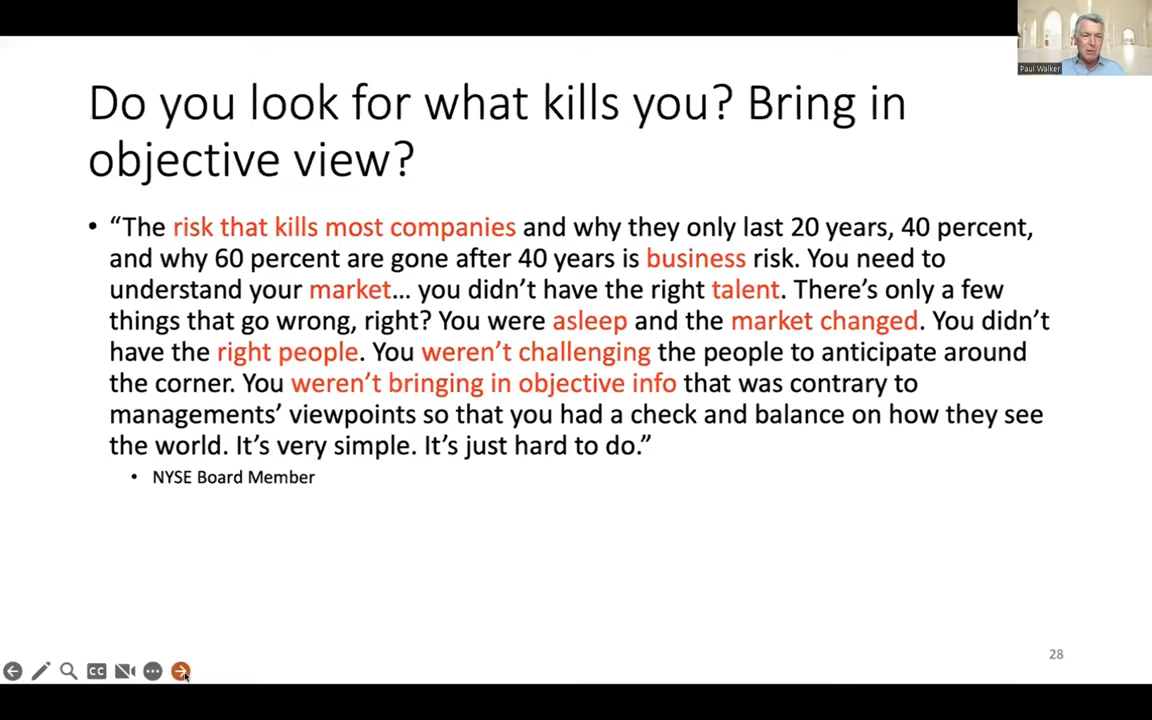 Paul Walker
Do you look for what kills you? Bring in
objective view?
• “The risk that kills most companies and why they only last 20 years, 40 percent,
and why 60 percent are gone after 40 years is business risk. You need to
understand your market… you didn’t have the right talent. There’s only a few
things that go wrong, right? You were asleep and the market changed. You didn’t
have the right people. You weren’t challenging the people to anticipate around
the corner. You weren’t bringing in objective info that was contrary to
managements’ viewpoints so that you had a check and balance on how they see
the world. It’s very simple. It’s just hard to do.”
• NYSE Board Member
28
CC